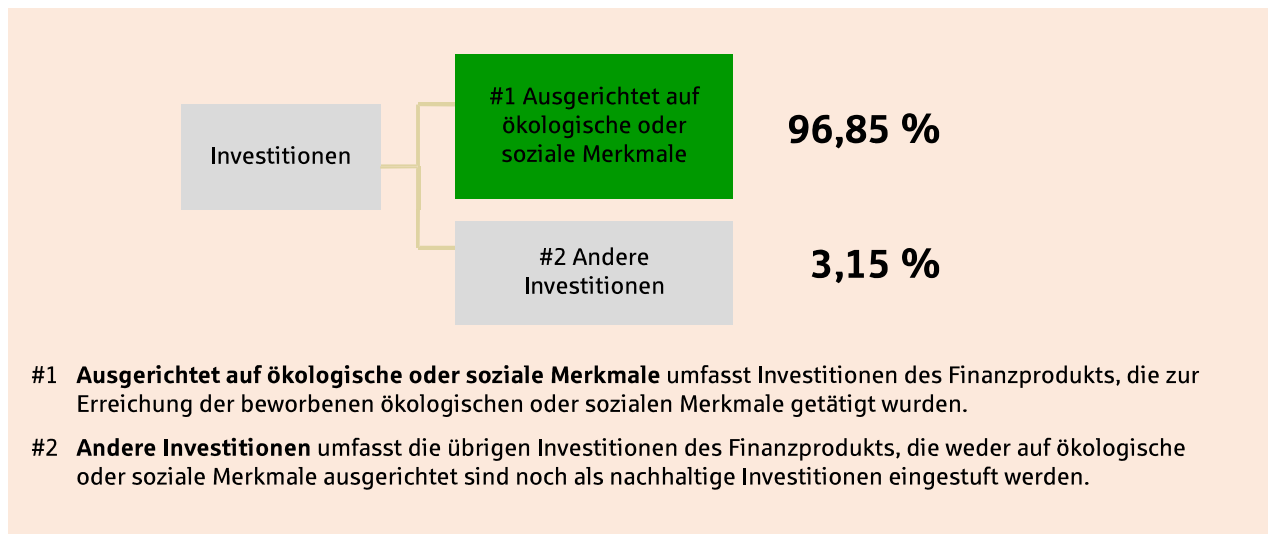 Investitionen
#1 Ausgerichtet auf
ökologische oder
soziale Merkmale
96,85 %
#2 Andere
Investitionen
3,15 %
#1 Ausgerichtet auf ökologische oder soziale Merkmale umfasst Investitionen des Finanzprodukts, die zur
Erreichung der beworbenen ökologischen oder sozialen Merkmale getätigt wurden.
#2 Andere Investitionen umfasst die übrigen Investitionen des Finanzprodukts, die weder auf ökologische
oder soziale Merkmale ausgerichtet sind noch als nachhaltige Investitionen eingestuft werden.